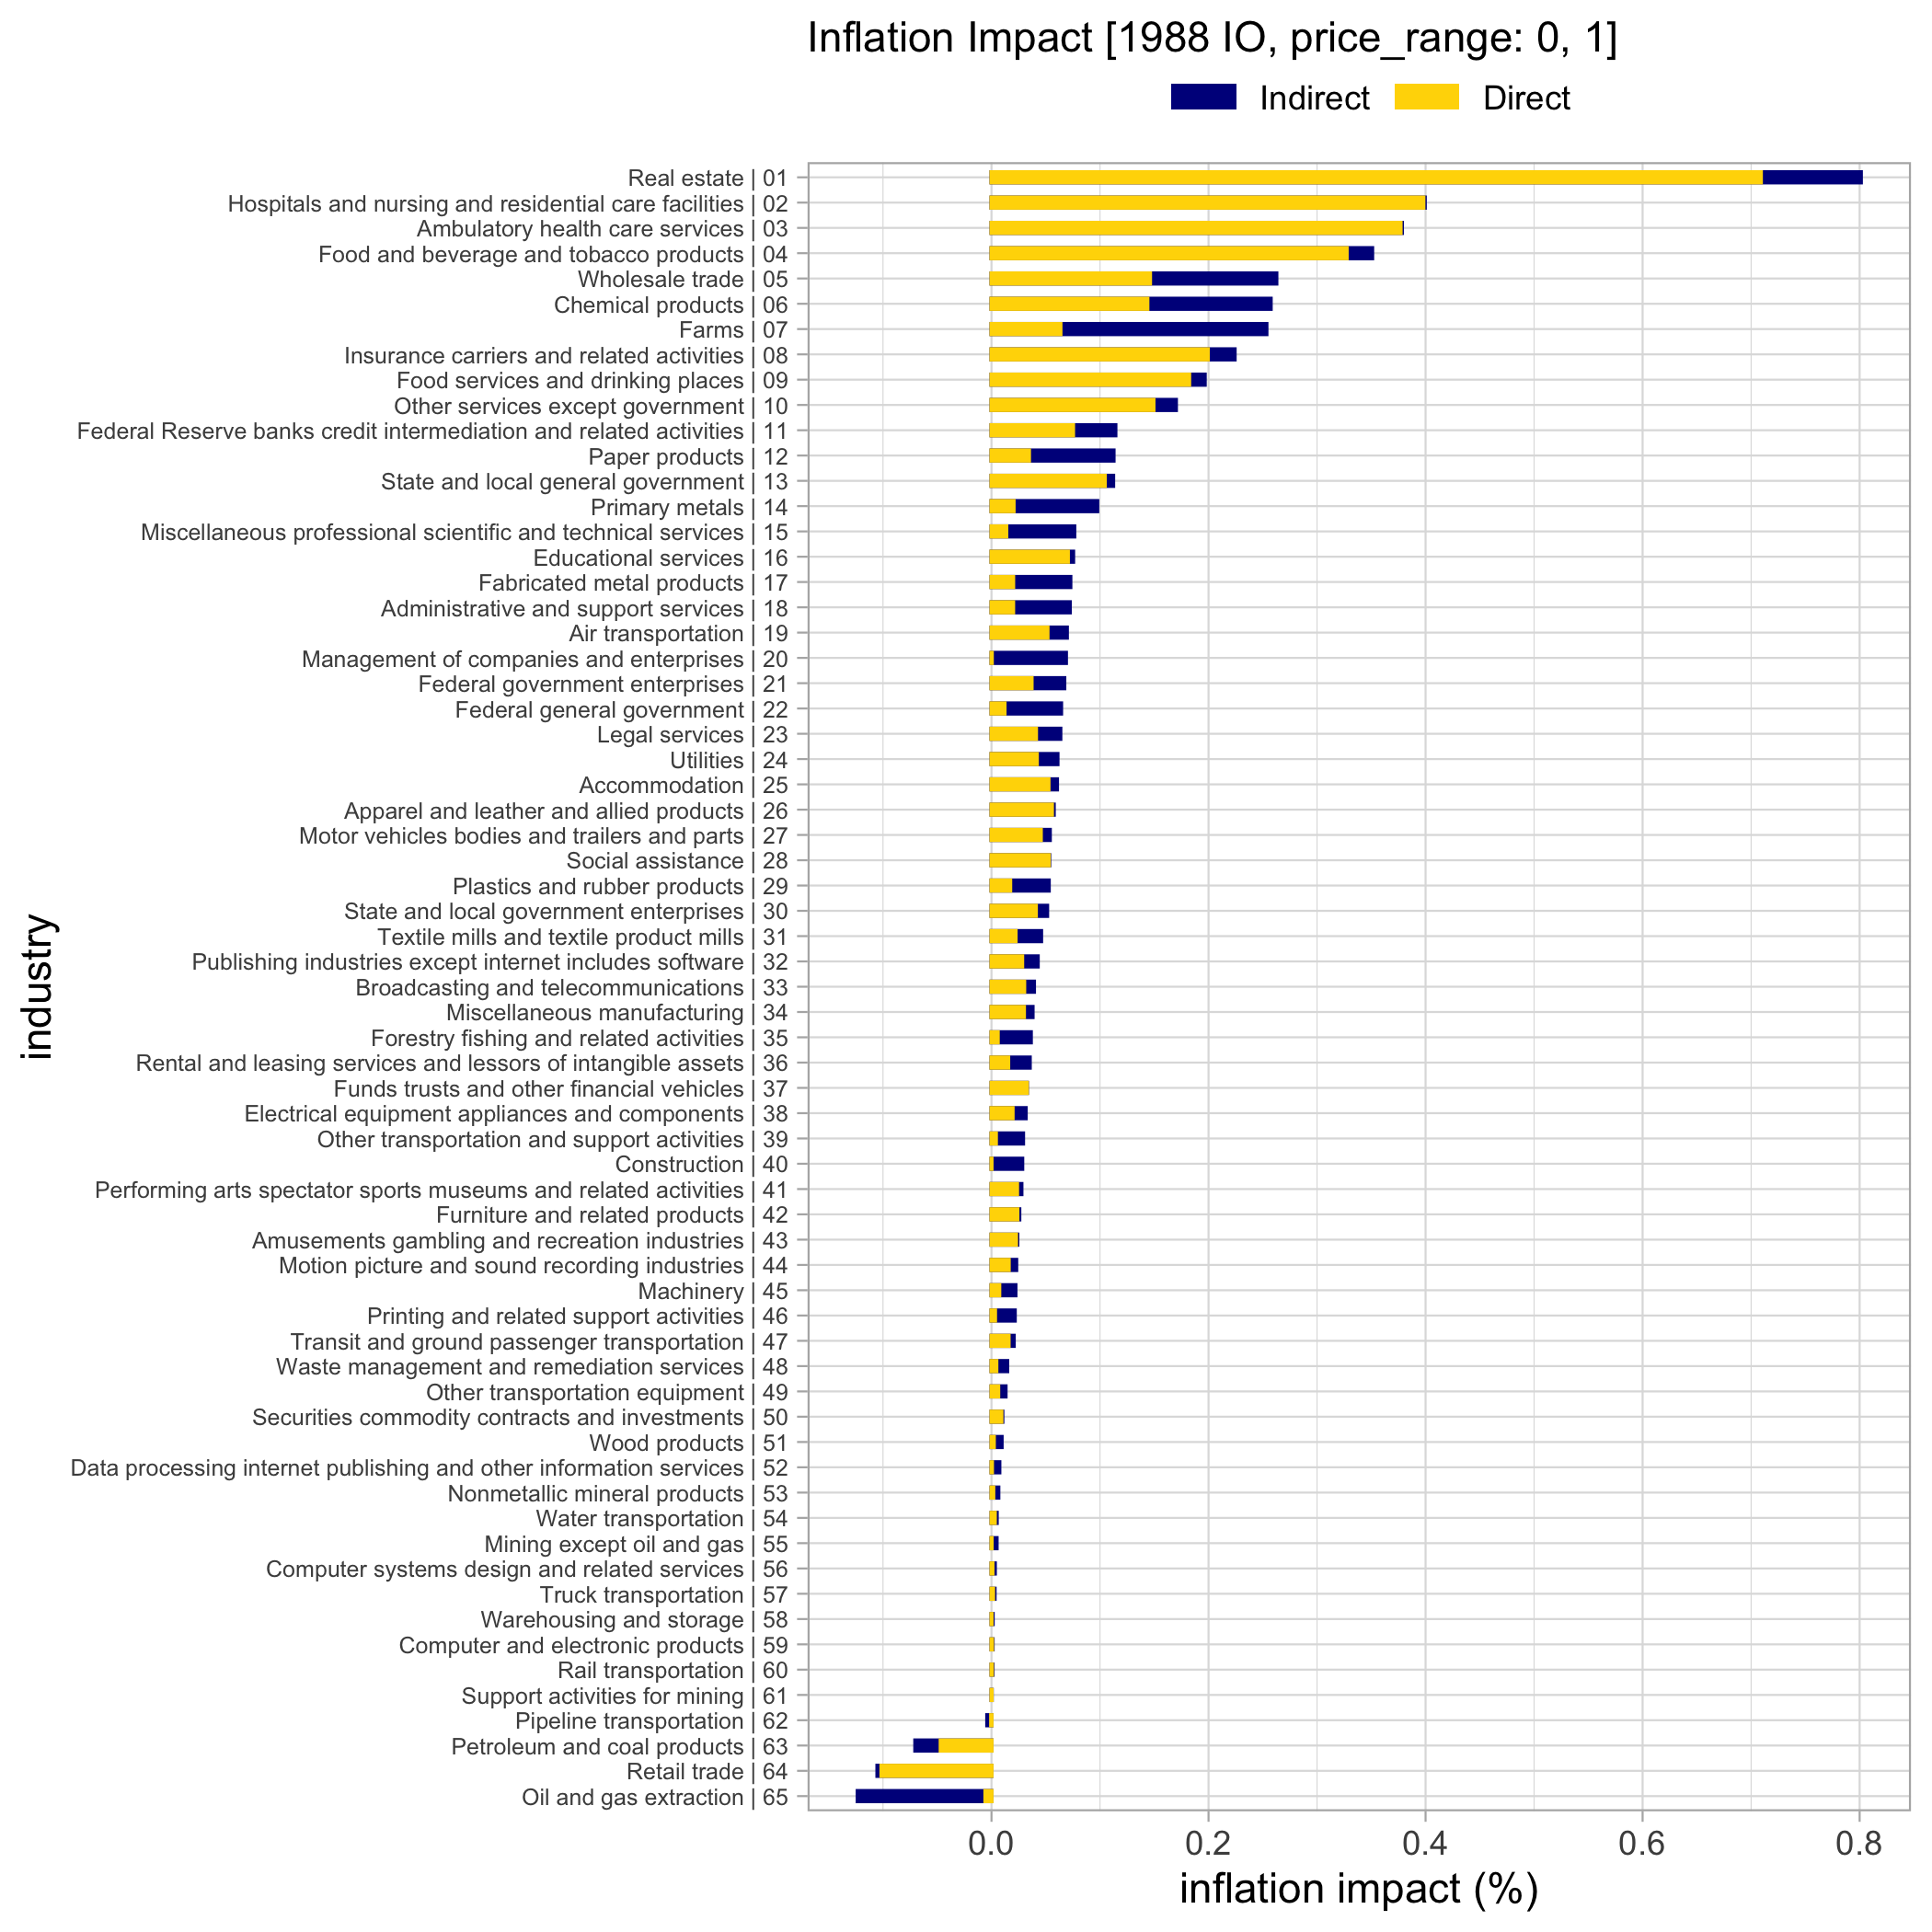 Inflation Impact [1988 IO, price_range: 0, 1]
Indirect Direct
Real estate | 01
Hospitals and nursing and residential care facilities | 02
Ambulatory health care services | 03
Food and beverage and tobacco products | 04
Wholesale trade | 05
Chemical products | 06
Farms | 07
Insurance carriers and related activities | 08
Food services and drinking places | 09
Other services except government | 10
Federal Reserve banks credit intermediation and related activities | 11
Paper products | 12
State and local general government | 13
Primary metals | 14
Miscellaneous professional scientific and technical services | 15
Educational services | 16
Fabricated metal products | 17
Administrative and support services | 18
Air transportation | 19
Management of companies and enterprises | 20
Federal government enterprises | 21
Federal general government | 22
Legal services | 23
Utilities | 24
Accommodation | 25
Apparel and leather and allied products | 26
Motor vehicles bodies and trailers and parts | 27
Social assistance | 28
Plastics and rubber products | 29
State and local government enterprises | 30
Textile mills and textile product mills | 31
Publishing industries except internet includes software | 32
Broadcasting and telecommunications | 33
Miscellaneous manufacturing | 34
Forestry fishing and related activities | 35
Rental and leasing services and lessors of intangible assets | 36
Funds trusts and other financial vehicles | 37
Electrical equipment appliances and components | 38
Other transportation and support activities | 39
Construction | 40
Performing arts spectator sports museums and related activities | 41
Furniture and related products | 42
Amusements gambling and recreation industries | 43
Motion picture and sound recording industries | 44
Machinery | 45
Printing and related support activities | 46
Transit and ground passenger transportation | 47
Waste management and remediation services | 48
Other transportation equipment | 49
Securities commodity contracts and investments | 50
Wood products | 51
Data processing internet publishing and other information services | 52
Nonmetallic mineral products | 53
Water transportation | 54
Mining except oil and gas | 55
Computer systems design and related services | 56
Truck transportation | 57
Warehousing and storage | 58
Computer and electronic products | 59
Rail transportation | 60
Support activities for mining | 61
Pipeline transportation | 62
Petroleum and coal products | 63
Retail trade | 64
Oil and gas extraction | 65
industry
0.0 0.2 0.4 0.6 0.8
inflation impact (%)